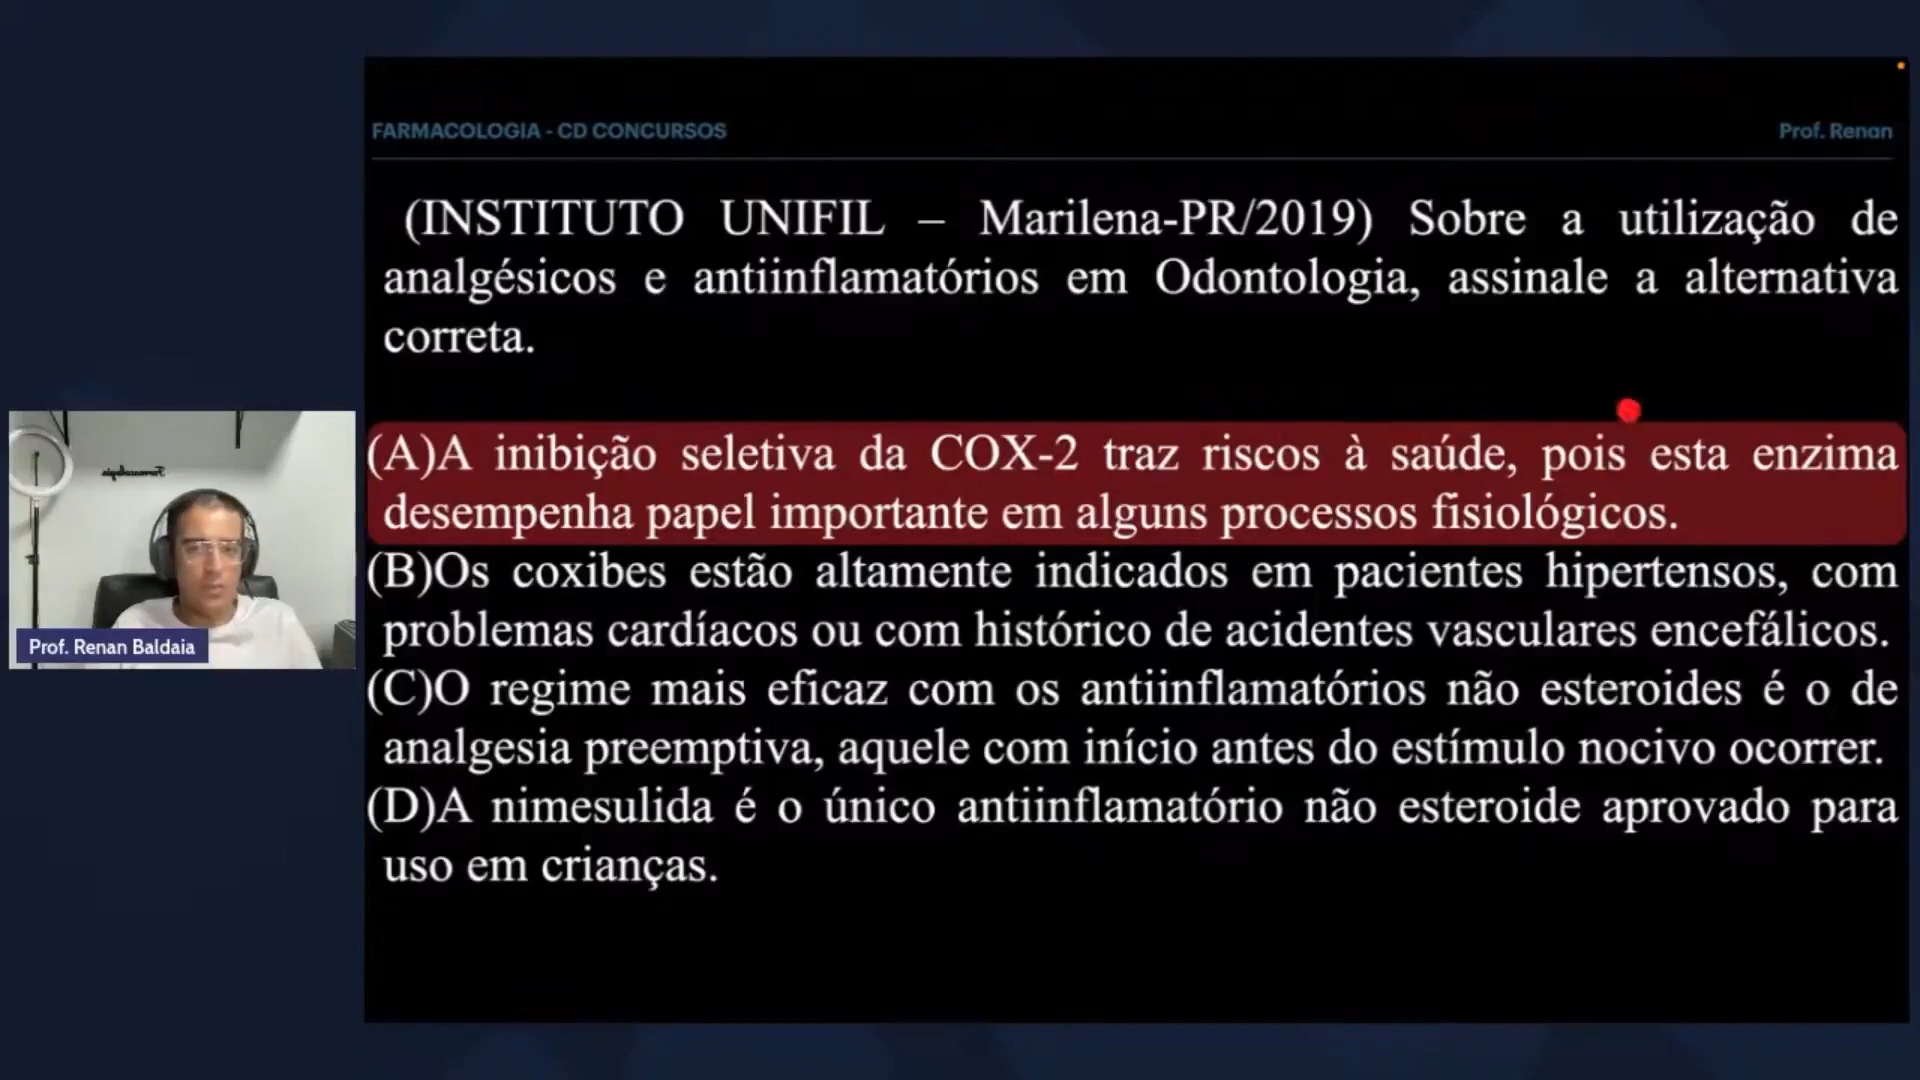 FARMACOLOGIA - CD CONCURSOS
Prof. Renan
(INSTITUTO UNIFIL – Marilena-PR/2019) Sobre a utilização de
analgésicos e antiinflamatórios em Odontologia, assinale a alternativa
correta.
(A)A inibição seletiva da COX-2 traz riscos à saúde, pois esta enzima
desempenha papel importante em alguns processos fisiológicos.
(B)Os coxibes estão altamente indicados em pacientes hipertensos, com
problemas cardíacos ou com histórico de acidentes vasculares encefálicos.
(C)O regime mais eficaz com os antiinflamatórios não esteroides é o de
analgesia preemptiva, aquele com início antes do estímulo nocivo ocorrer.
(D)A nimesulida é o único antiinflamatório não esteroide aprovado para
uso em crianças.
Farmacologia
Prof. Renan Baldaia